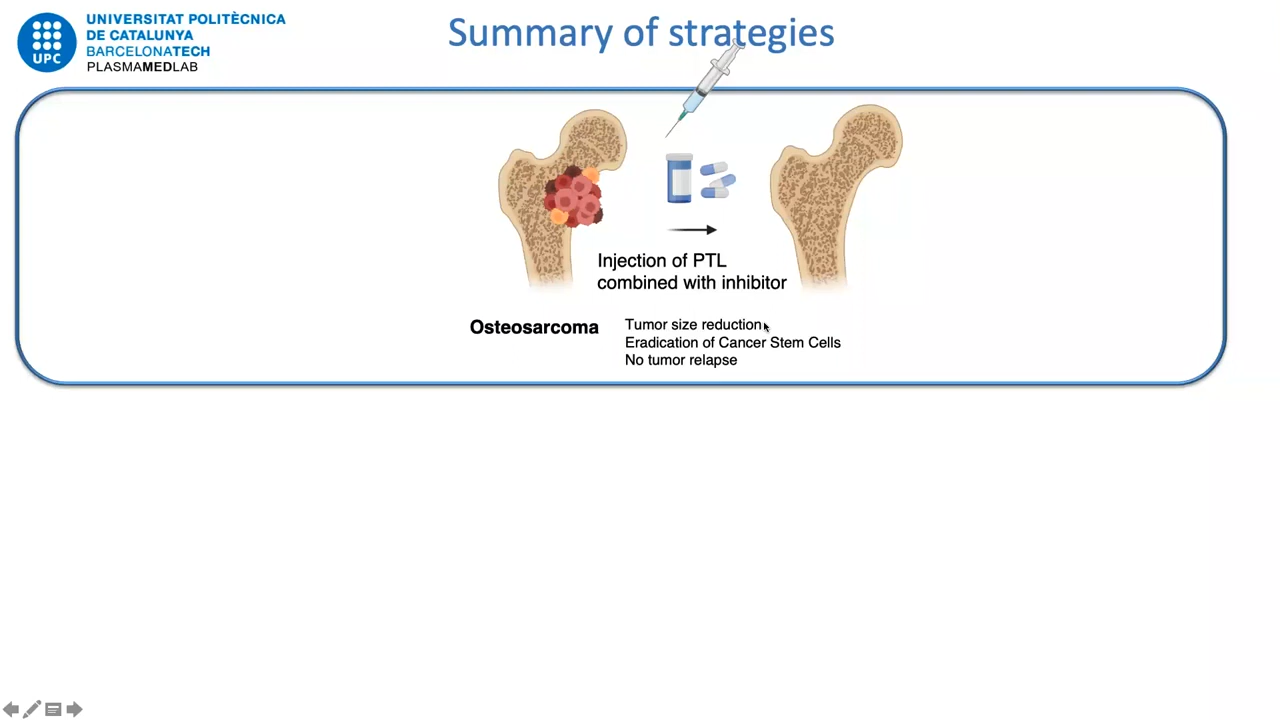 UNIVERSITAT POLITÈCNICA
DE CATALUNYA
BARCELONATECH
PLASMAMEDLAB
UPC
Summary of strategies
Injection of PTL
combined with inhibitor
Osteosarcoma
Tumor size reduction
Eradication of Cancer Stem Cells
No tumor relapse